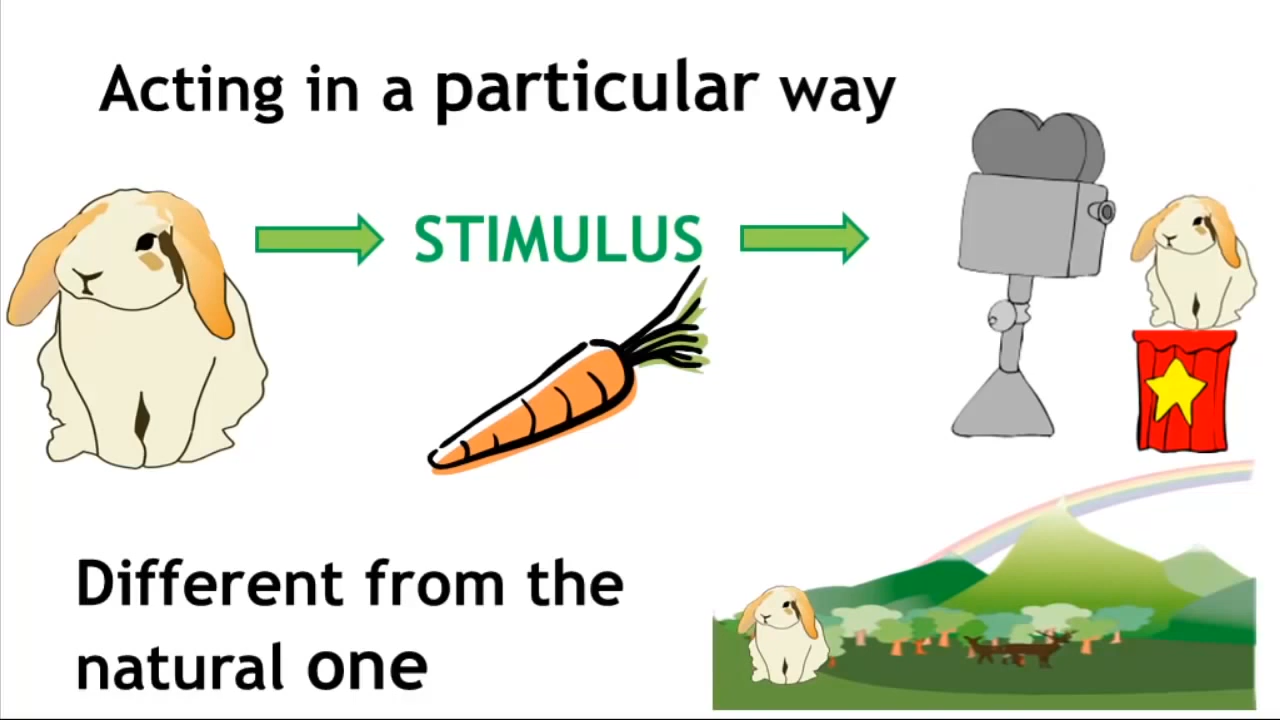 Acting in a particular way
STIMULUS
Different from the
natural one